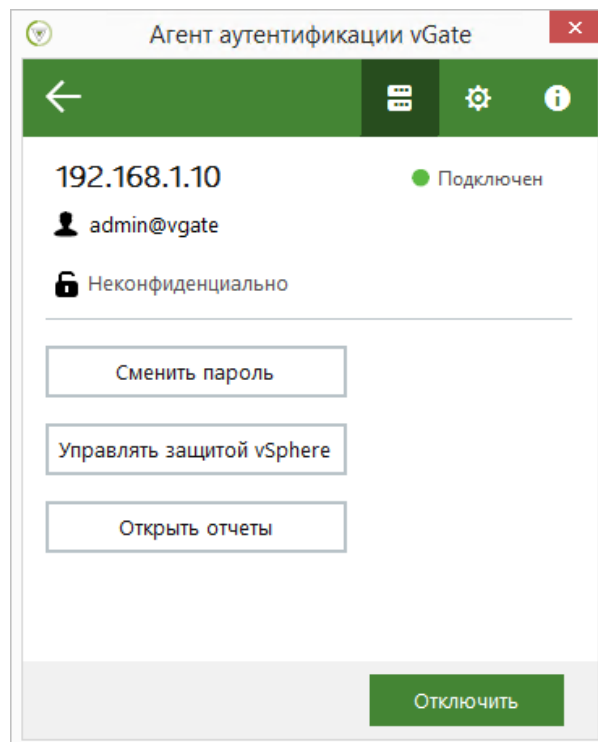 Агент аутентификации vGate
192.168.1.10
Подключен
admin@vgate
Неконфиденциально
Сменить пароль
Управлять защитой vSphere
Открыть отчеты
Отключить